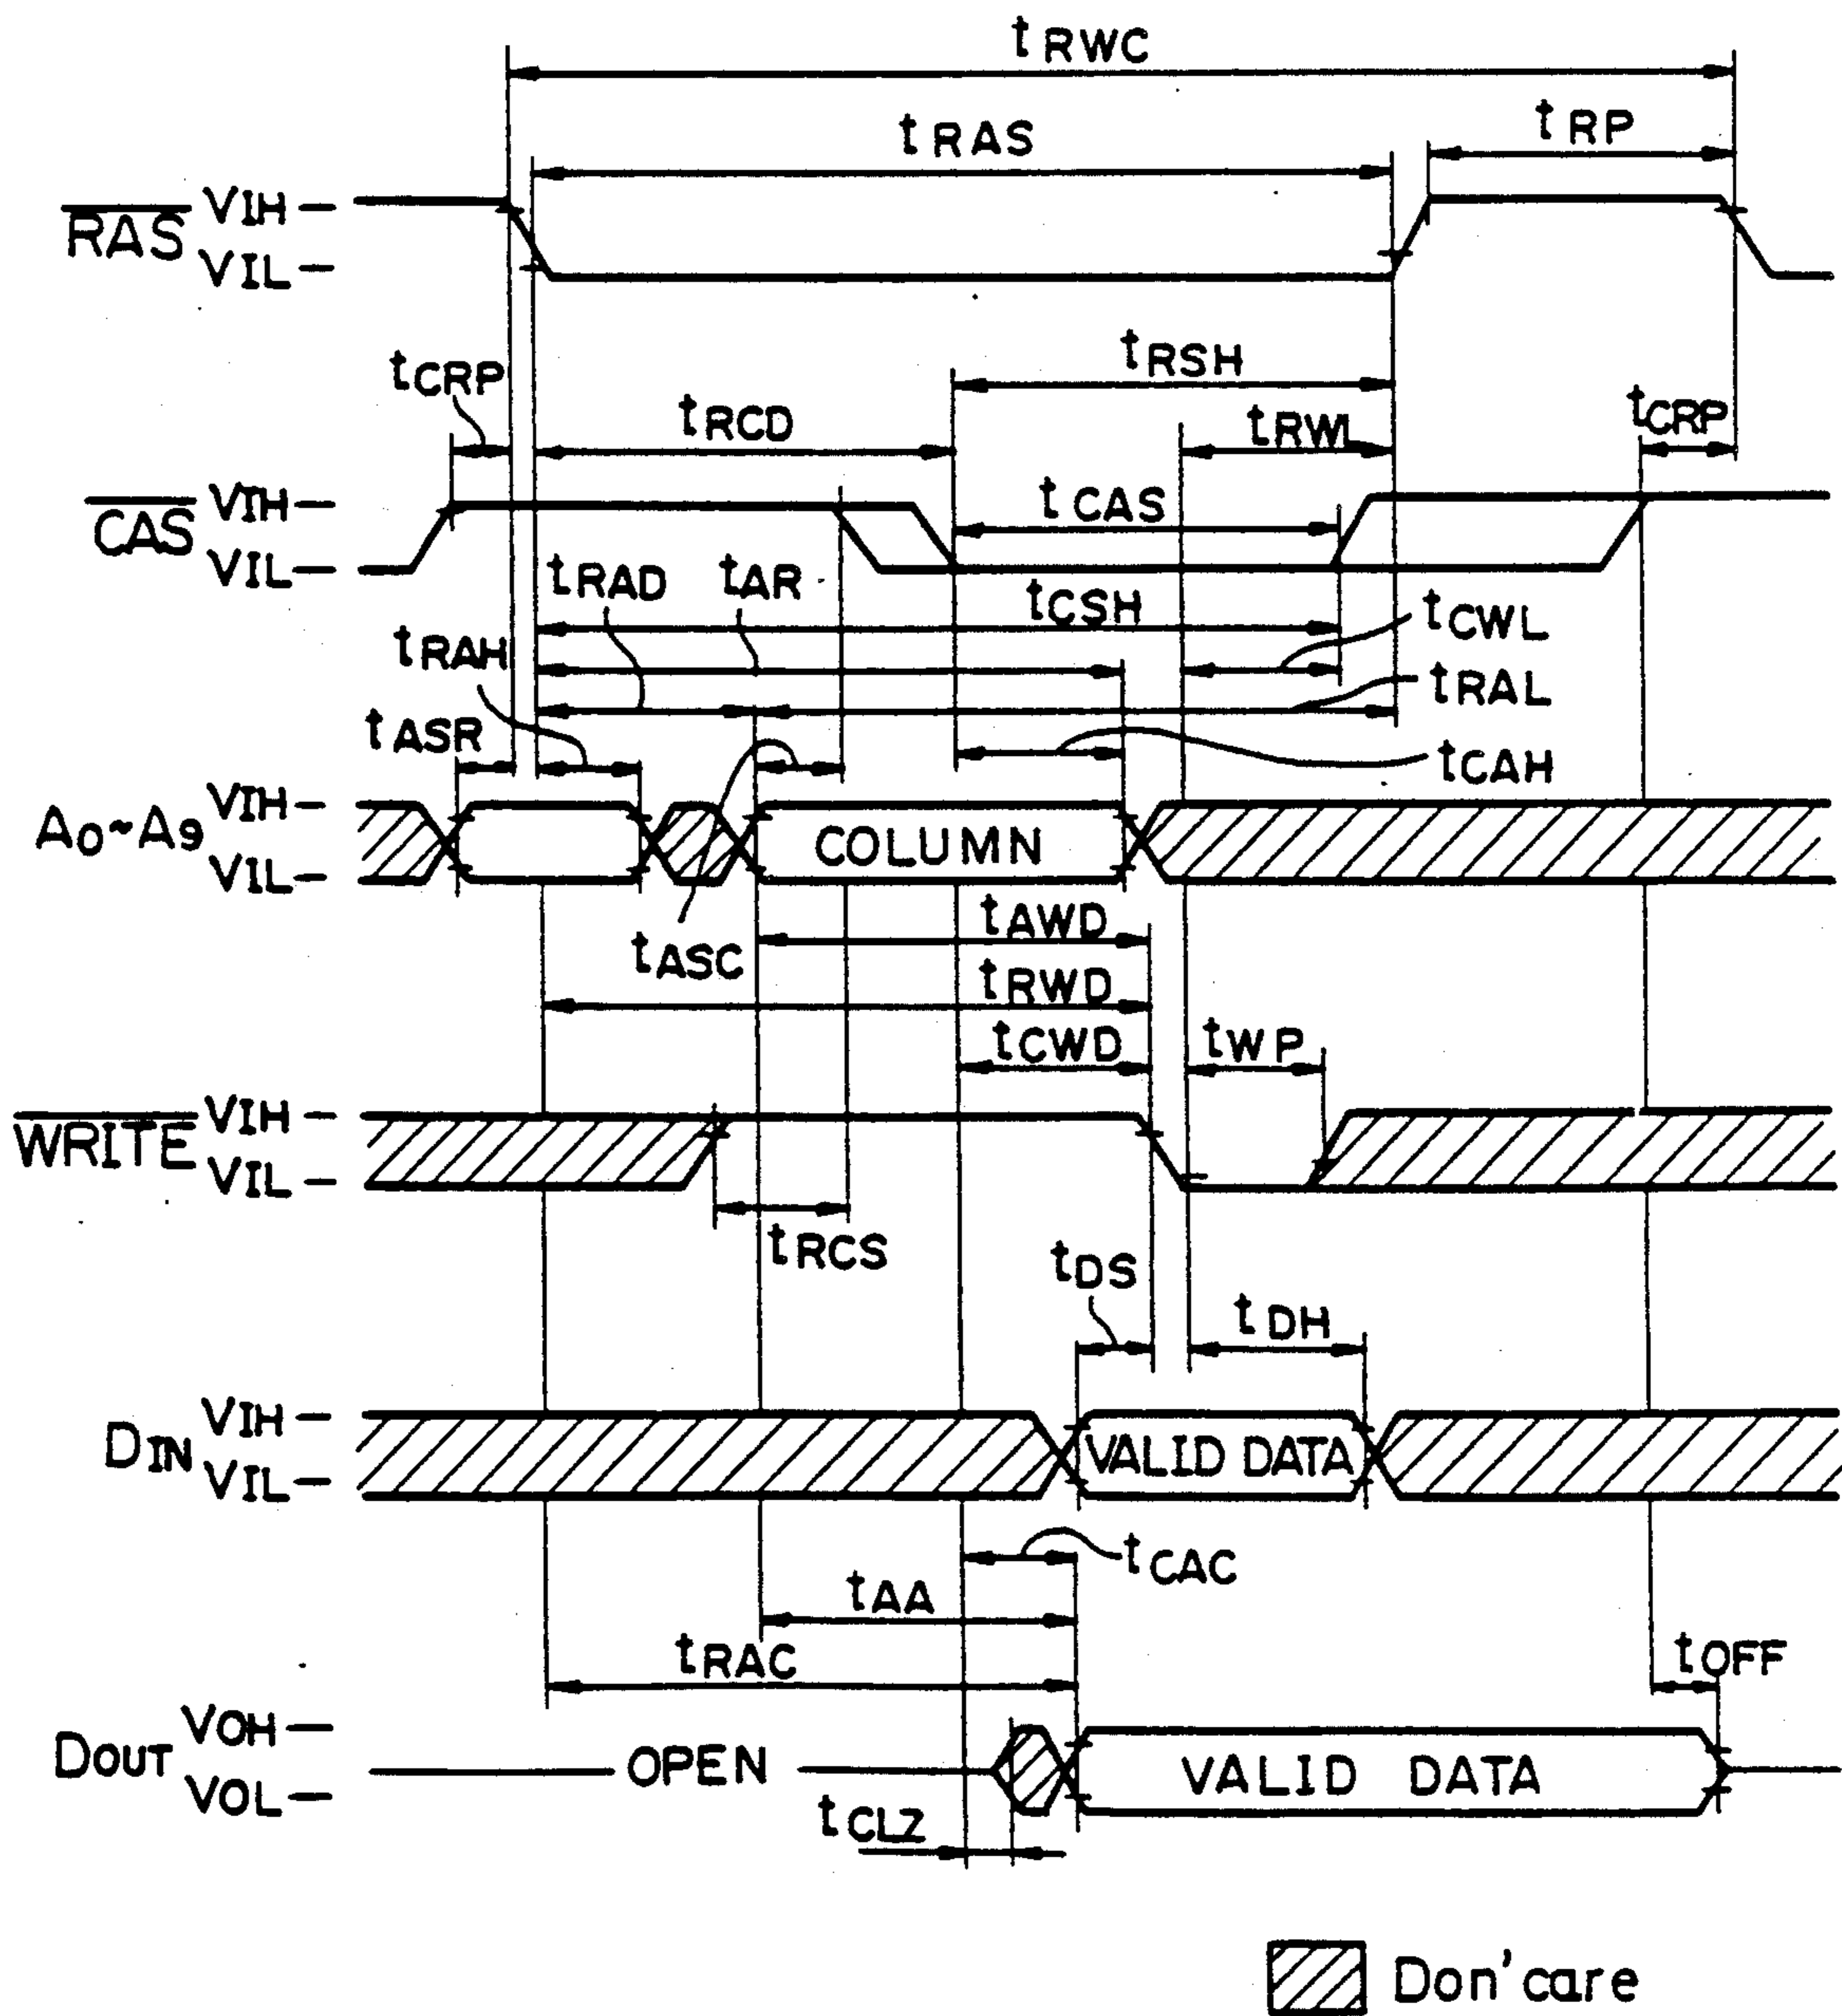 tRWC
tRAS
tRP
RAS VIH
VIL
tCRP
tRCD
tRSH
tRWL
tCRP
CAS VIH
VIL
tCAS
tRAD
tAR
tCSH
tCWL
tRAH
tRAL
tASR
tCAH
A0~A9 VIH
VIL
COLUMN
tASC
tAWD
tRWD
tCWD
tWP
WRITE VIH
VIL
tRCS
tDS
tDH
DIN VIH
VIL
VALID DATA
tCAC
tAA
tRAC
tOFF
DOUT VOH
VOL
OPEN
VALID DATA
tCLZ
Don'care